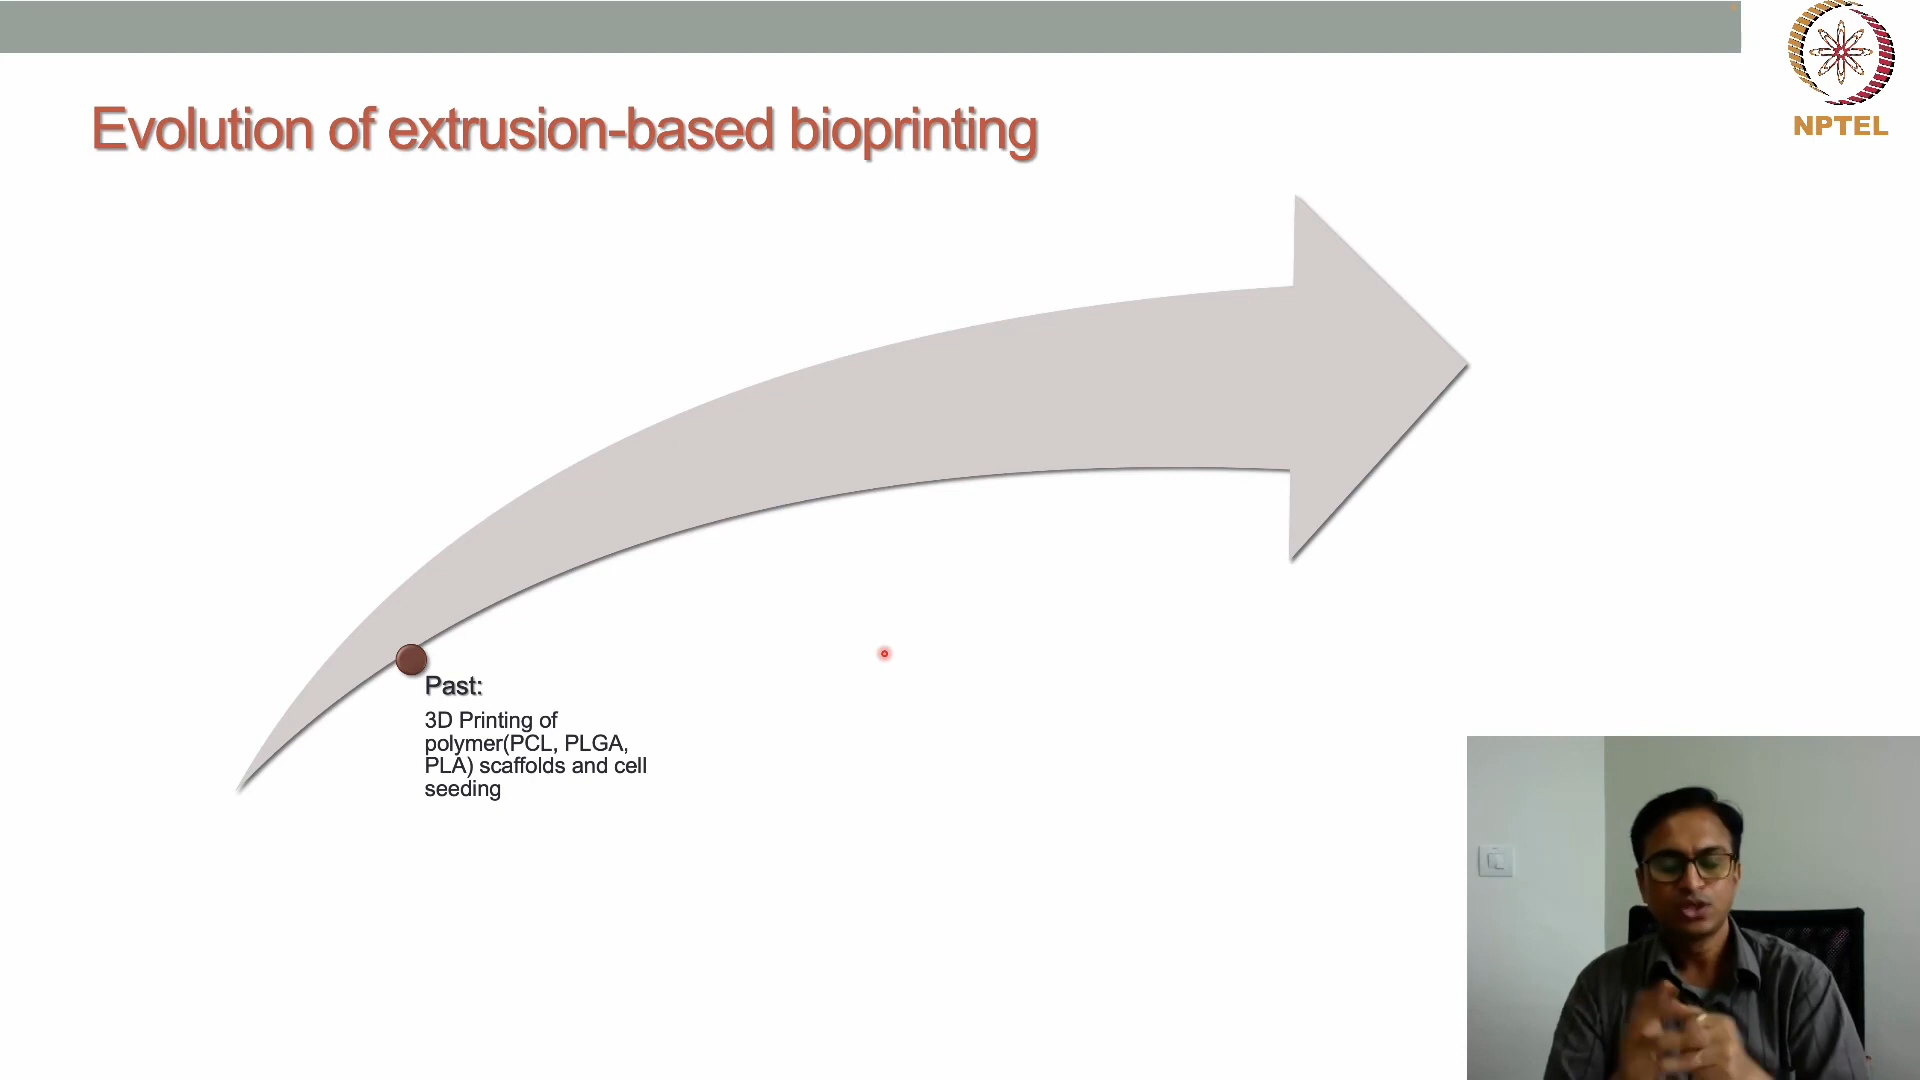 Evolution of extrusion-based bioprinting
NPTEL
Past:
3D Printing of
polymer(PCL, PLGA,
PLA) scaffolds and cell
seeding